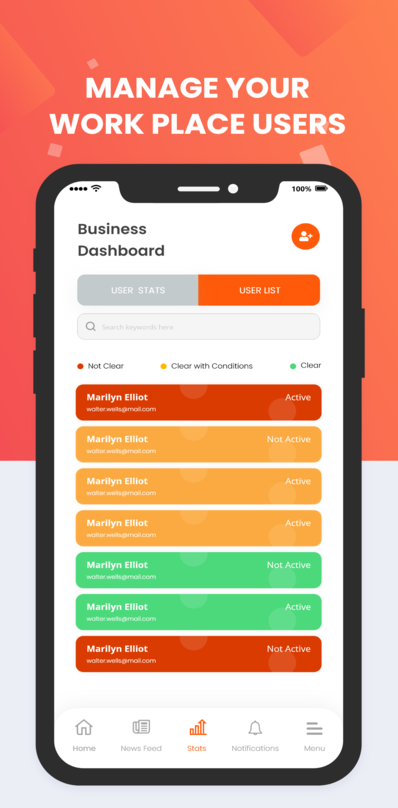 MANAGE YOUR
WORK PLACE USERS
100%
Business
Dashboard
USER STATS
USER LIST
Search keywords here
Not Clear
Clear with Conditions
Clear
Marilyn Elliot
Active
walter.wells@mail.com
Marilyn Elliot
Not Active
walter.wells@mail.com
Marilyn Elliot
Active
walter.wells@mail.com
Marilyn Elliot
Active
walter.wells@mail.com
Marilyn Elliot
Not Active
walter.wells@mail.com
Marilyn Elliot
Active
walter.wells@mail.com
Marilyn Elliot
Not Active
walter.wells@mail.com
Home
News Feed
Stats
Notifications
Menu